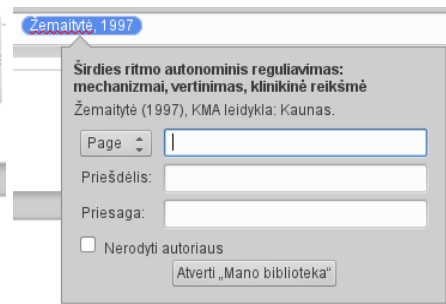 Žemaitytė, 1997
Širdies ritmo autonominis reguliavimas:
mechanizmai, vertinimas, klinikinė reikšmė
Žemaitytė (1997), KMA leidykla: Kaunas.
Page
Priešdėlis:
Priesaga:
Nerodyti autoriaus
Atverti „Mano biblioteka“